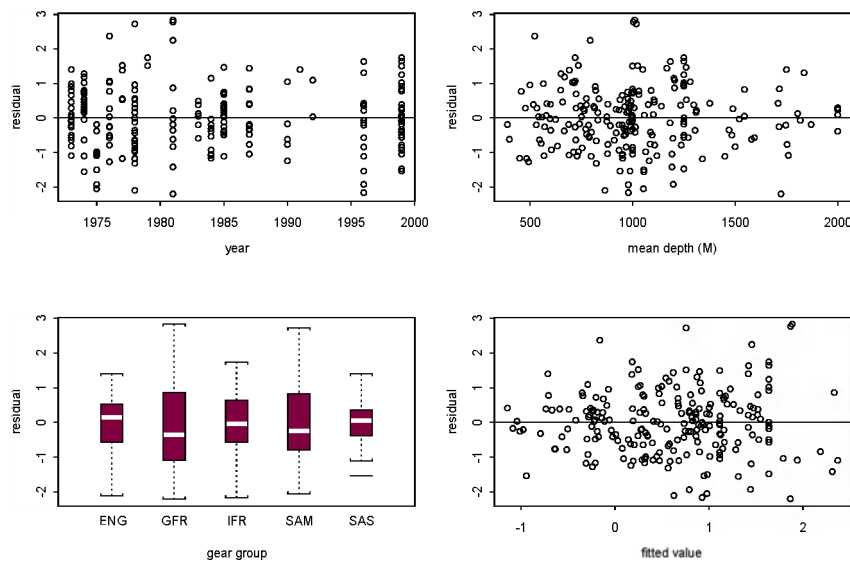 3
2
1
0
-1
-2
residual
1975 1980 1985 1990 1995 2000
year
3
2
1
0
-1
-2
residual
500 1000 1500 2000
mean depth (M)
3
2
1
0
-1
-2
residual
ENG GFR IFR SAM SAS
gear group
3
2
1
0
-1
-2
residual
-1 0 1 2
fitted value